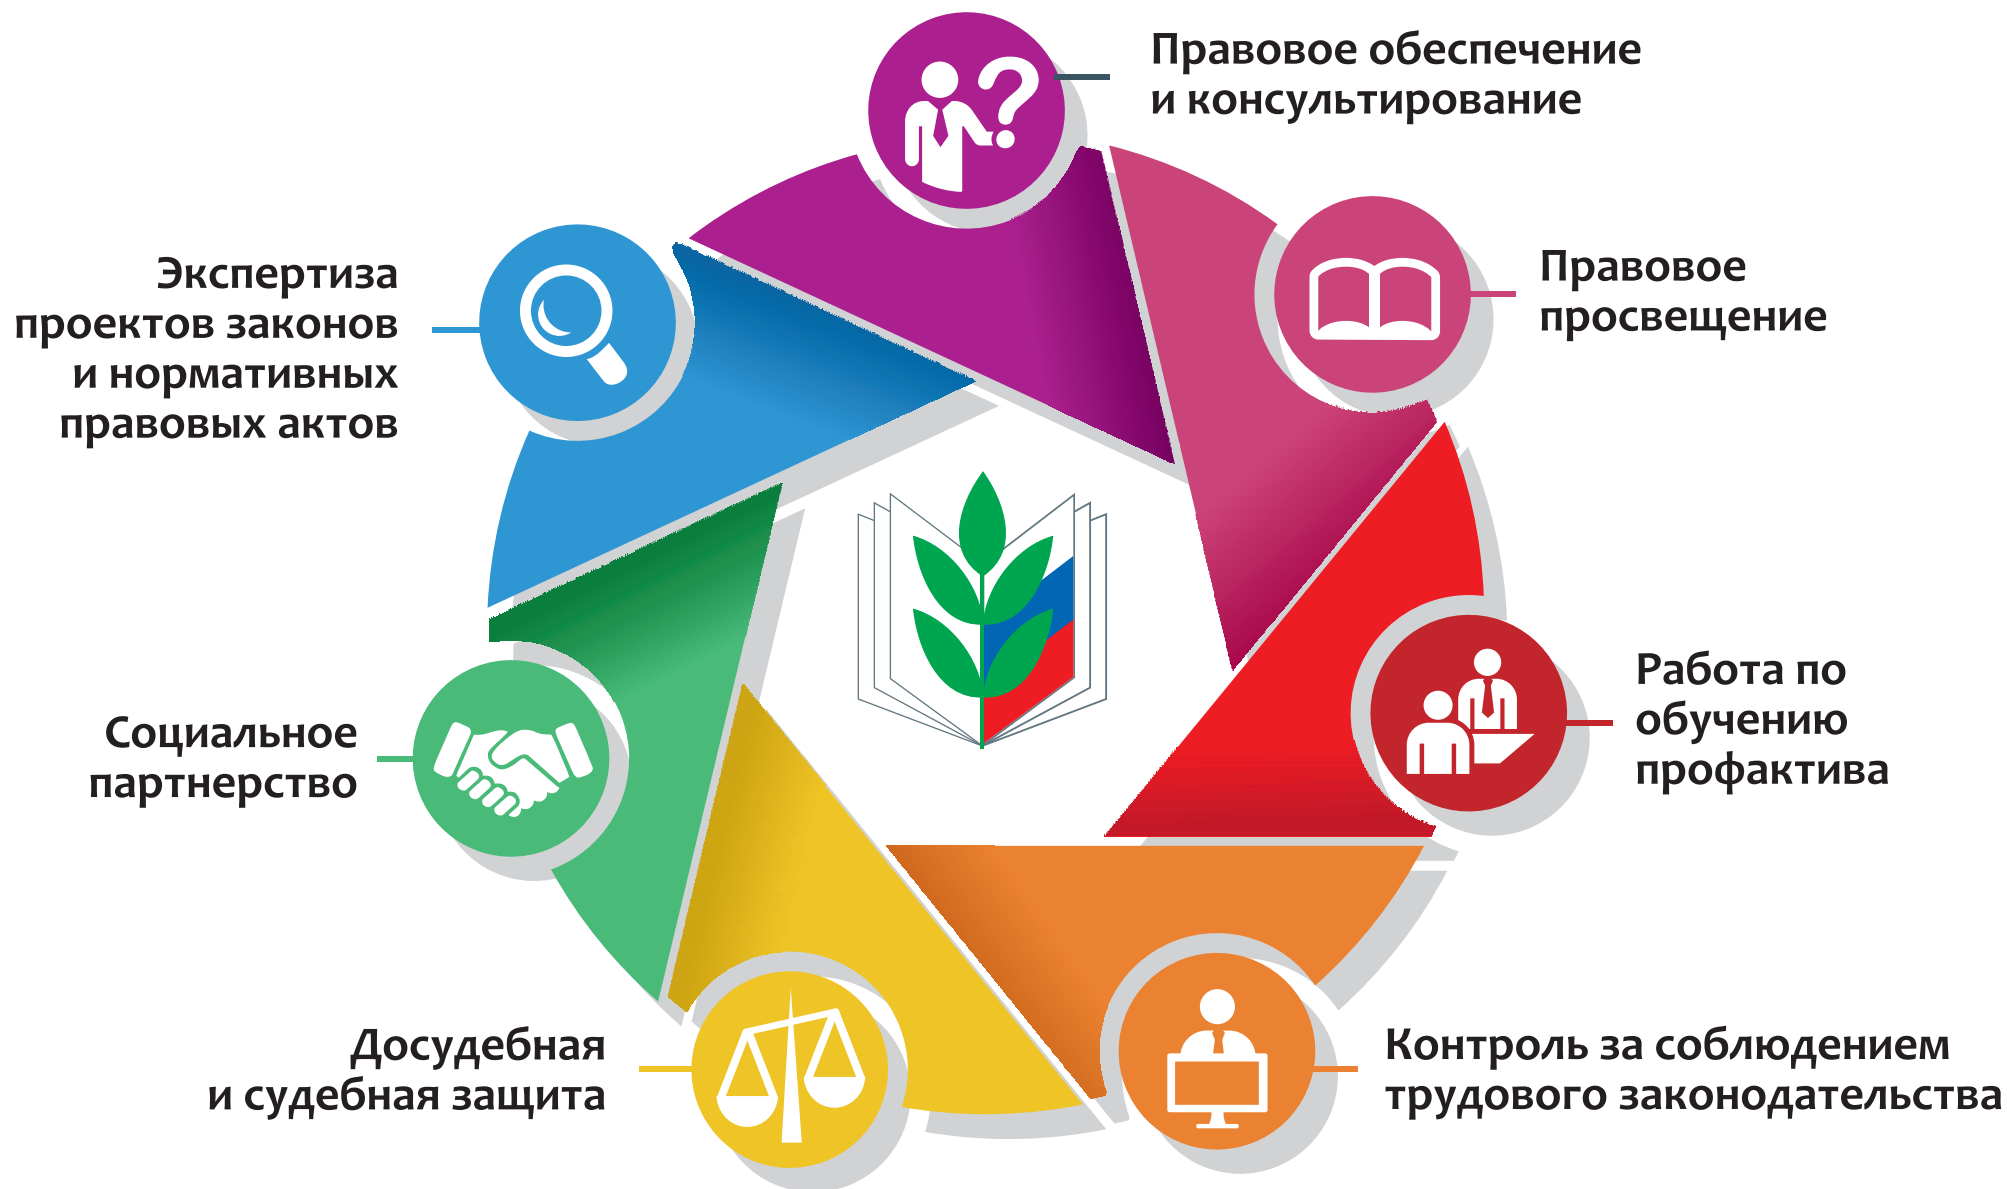 Правовое обеспечение
и консультирование
Правовое
просвещение
Работа по
обучению
профактива
Контроль за соблюдением
трудового законодательства
Досудебная
и судебная защита
Социальное
партнерство
Экспертиза
проектов законов
и нормативных
правовых актов